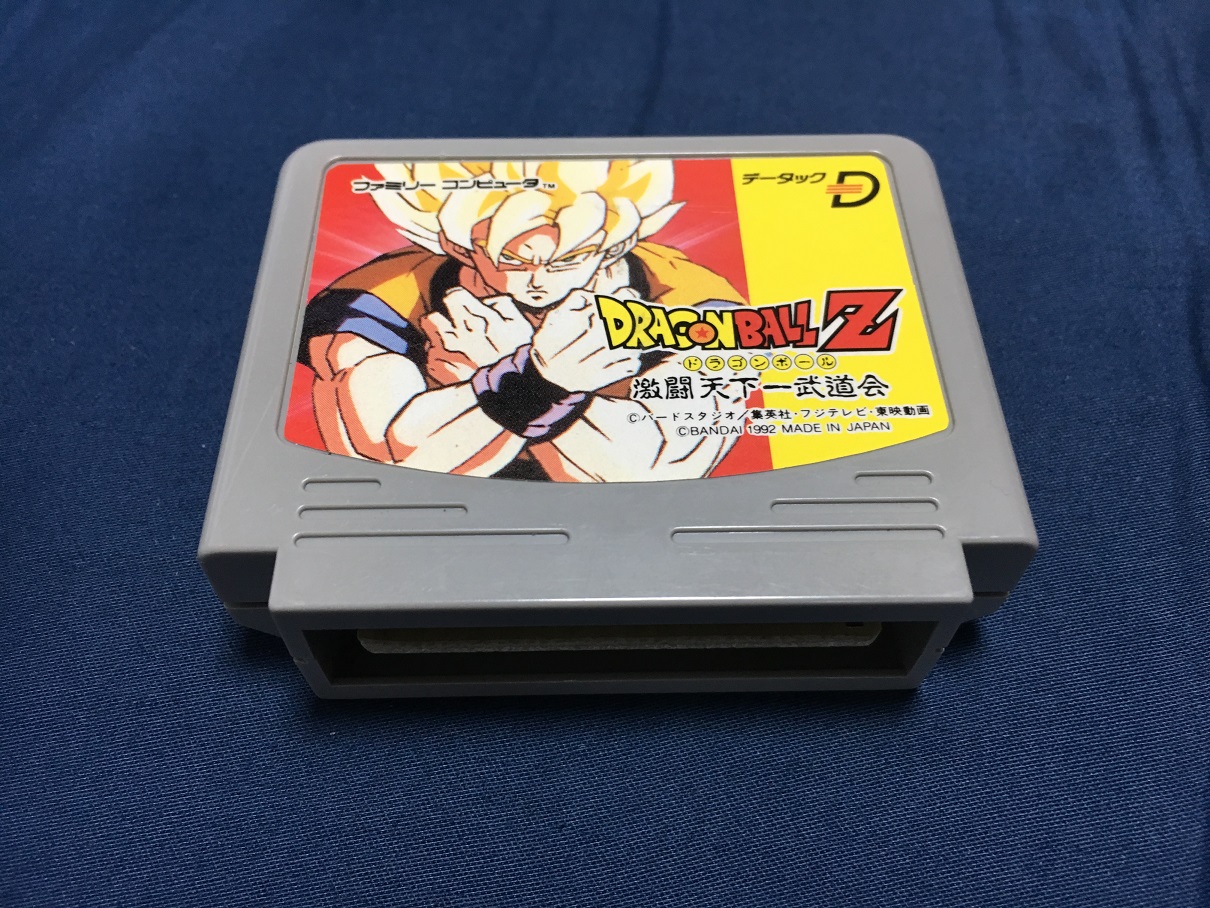 ファミリー コンピュータ™
データック D
DRAGON BALL Z
ドラゴンボール
激闘天下一武道会
©バードスタジオ/集英社・フジテレビ・東映動画
©BANDAI 1992 MADE IN JAPAN